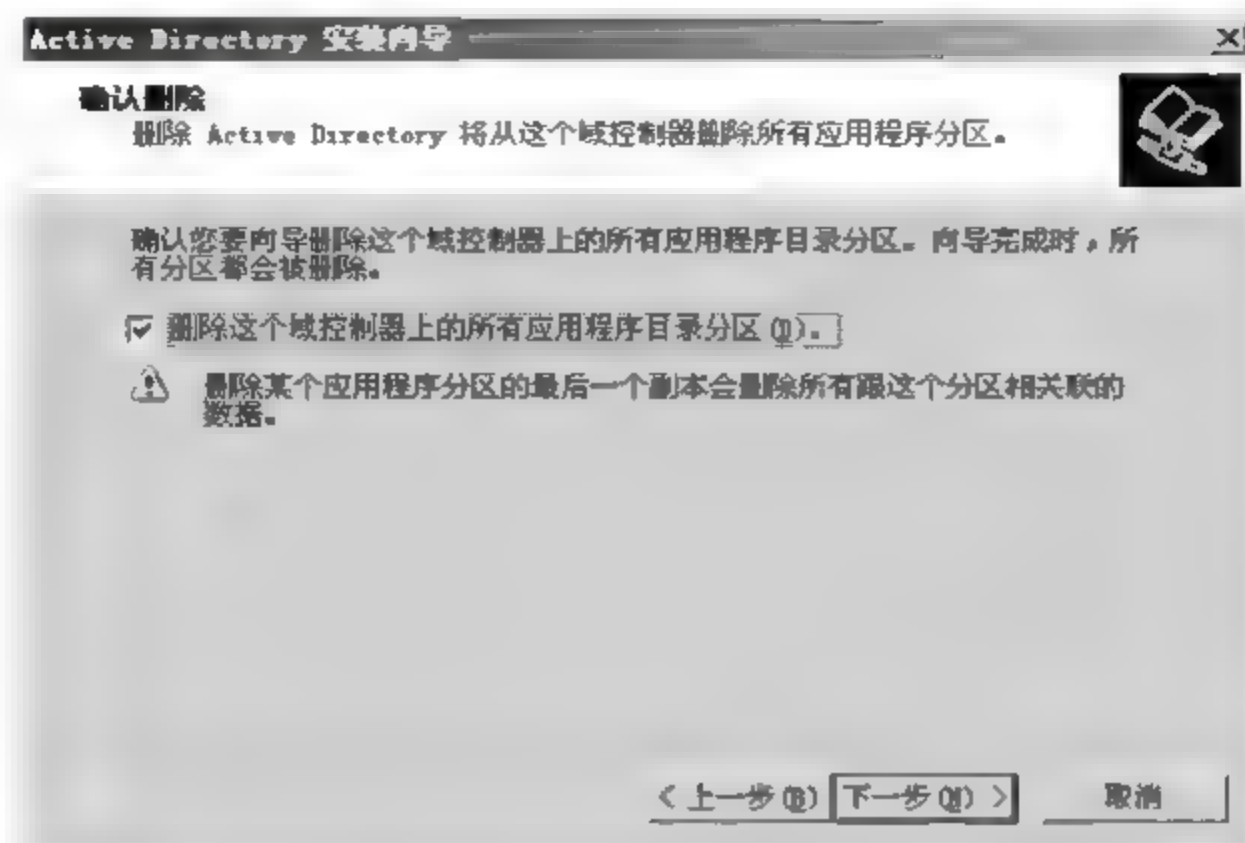 Active Directory 安装向导
确认删除
删除 Active Directory 将从这个域控制器删除所有应用程序分区。
确认您要向导删除这个域控制器上的所有应用程序目录分区。向导完成时，所
有分区都会被删除。
删除这个域控制器上的所有应用程序目录分区(D)。
删除某个应用程序分区的最后一个副本会删除所有跟这个分区相关联的
数据。
< 上一步(B) 下一步(N) > 取消